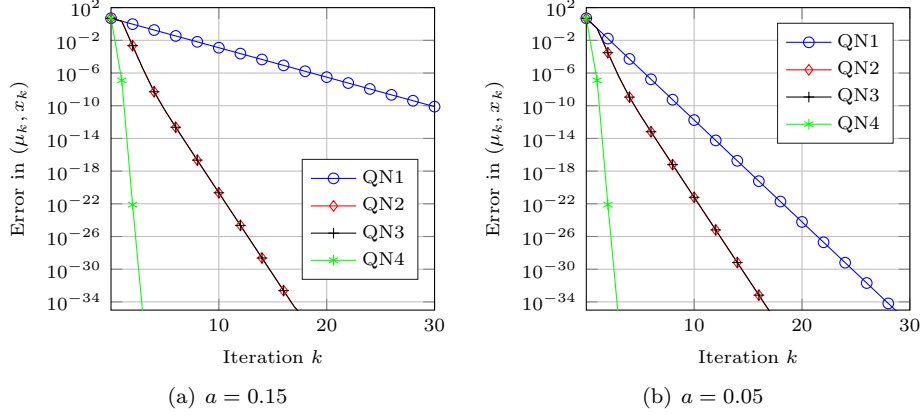 10^2
10^−2
10^−6
10^−10
10^−14
10^−18
10^−22
10^−26
10^−30
10^−34
Error in (μ_k, x_k)
10 20 30
Iteration k
QN1
QN2
QN3
QN4
(a) a = 0.15
10^2
10^−2
10^−6
10^−10
10^−14
10^−18
10^−22
10^−26
10^−30
10^−34
Error in (μ_k, x_k)
10 20 30
Iteration k
QN1
QN2
QN3
QN4
(b) a = 0.05